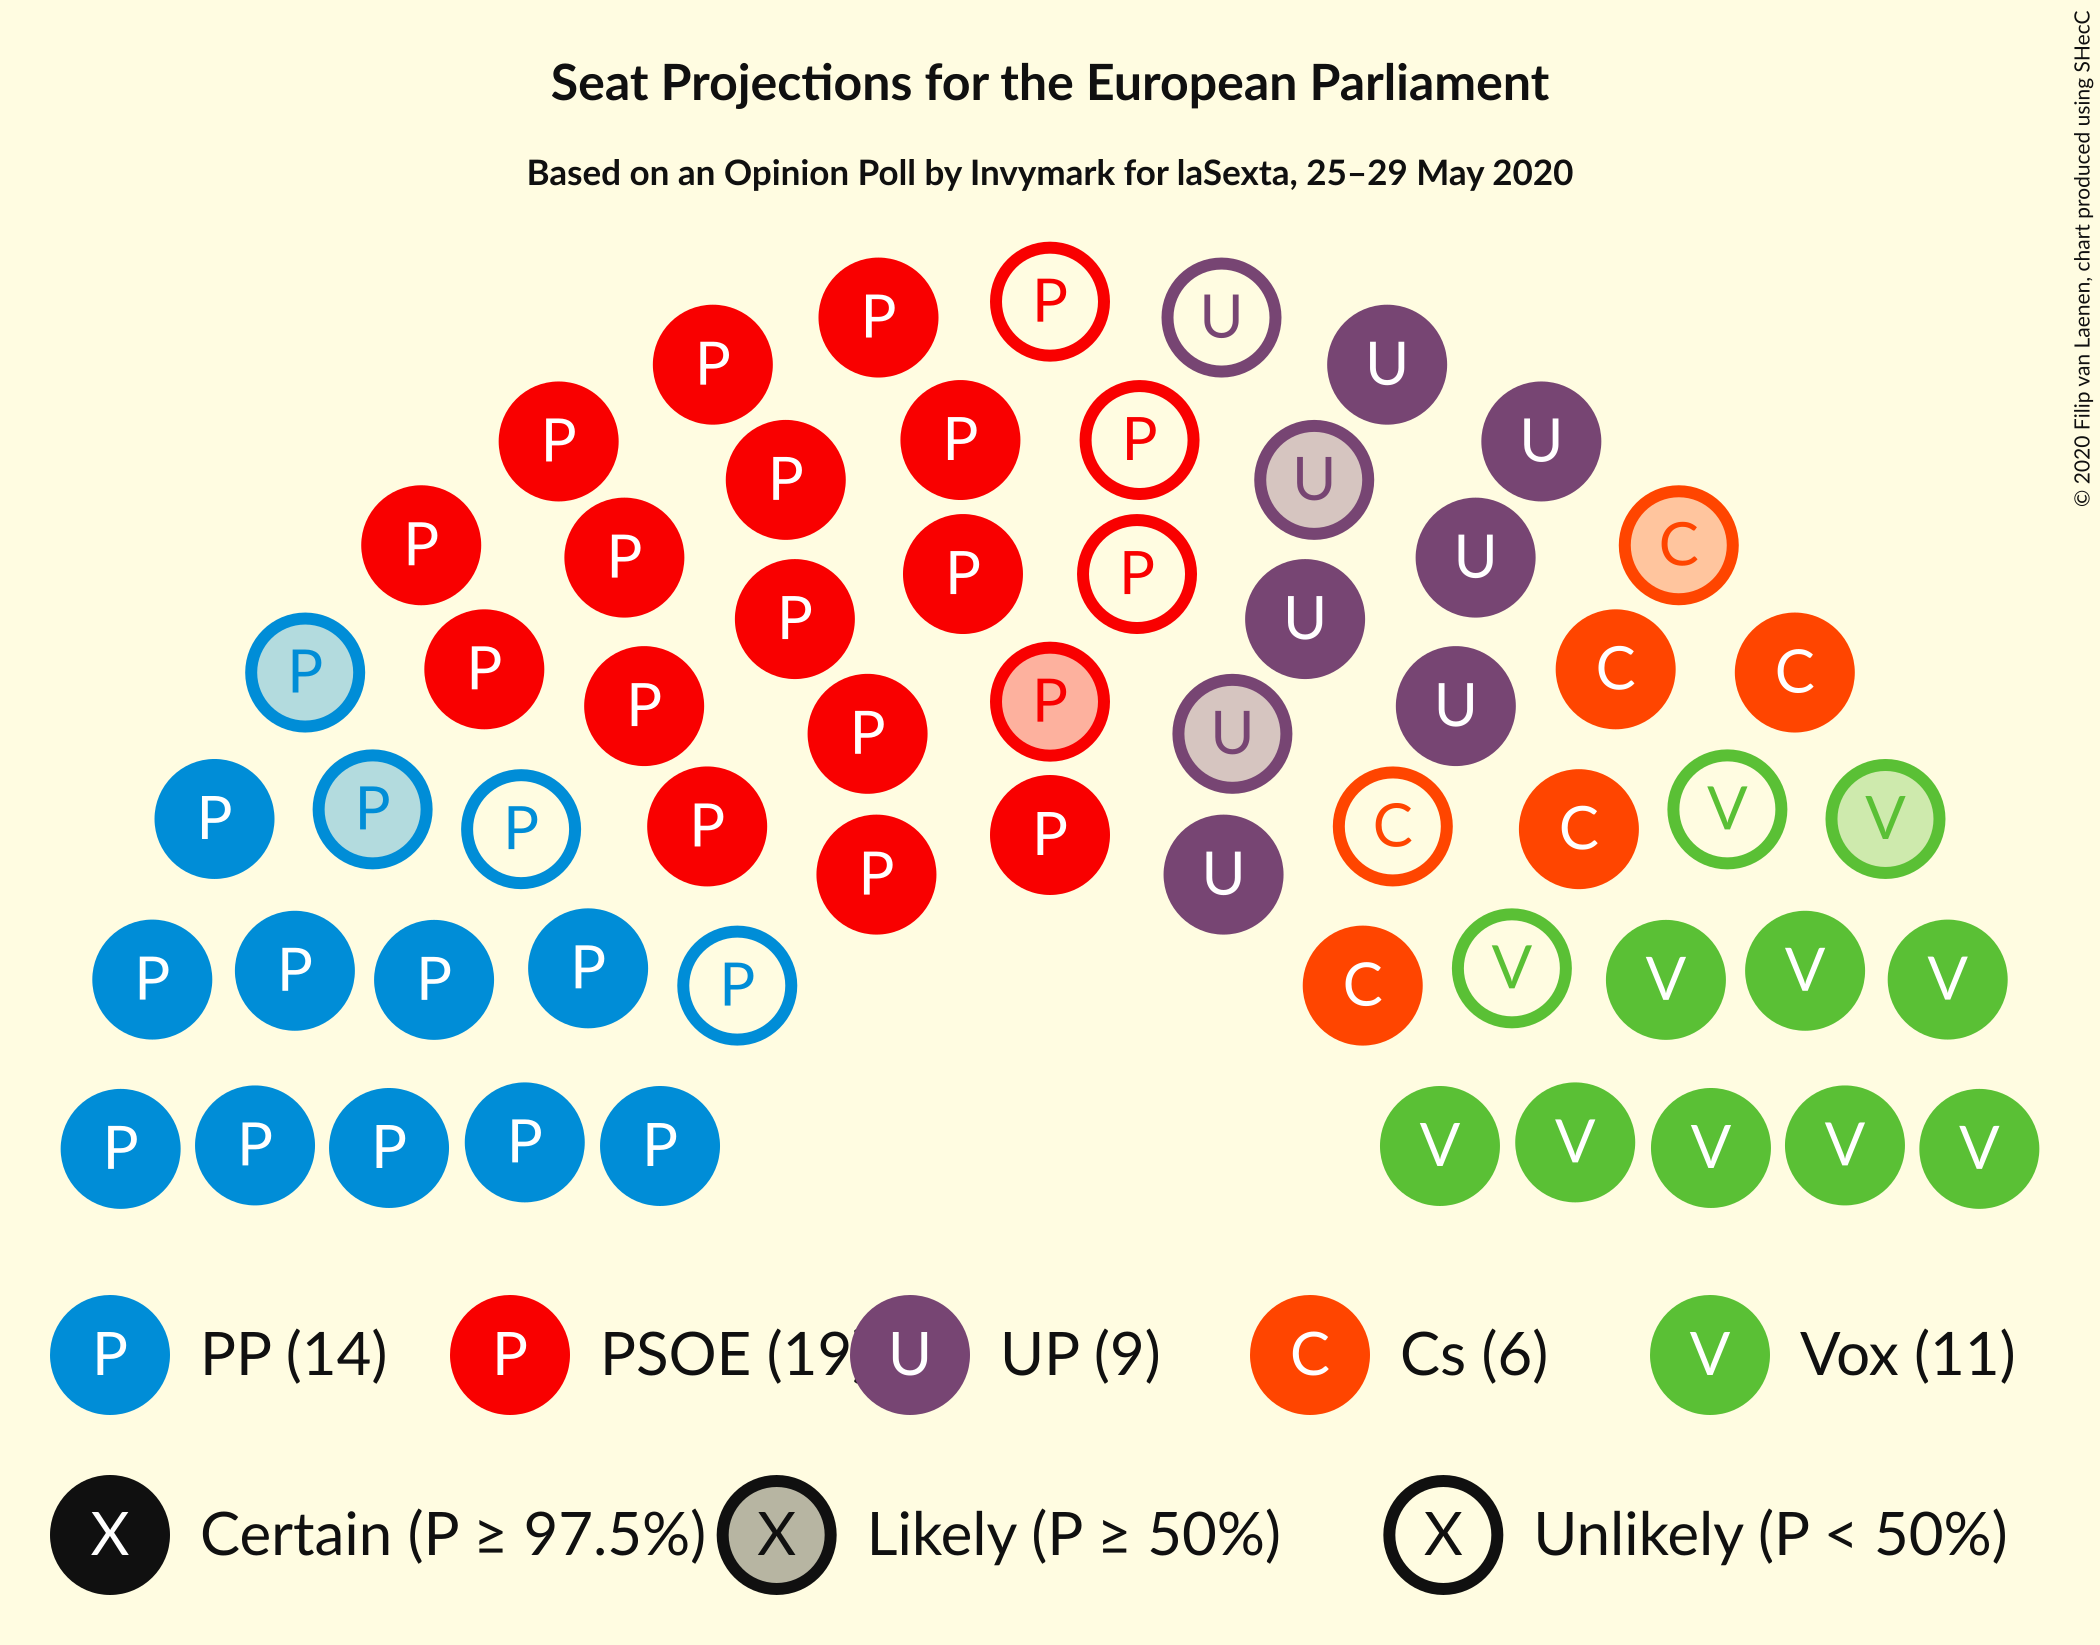 Seat Projections for the European Parliament
Based on an Opinion Poll by Invymark for laSexta, 25–29 May 2020
© 2020 Filip van Laenen, chart produced using SHecC
P U
P U
P U
P P U
P U
P C
P U
P P U
P U
P C
P C
P P U
P U
P V
P V
P C
P P C
P U
P P P P V V V V
P C
P P P P P V V V V V
P PP (14) P PSOE (19) U UP (9) C Cs (6) V Vox (11)
X Certain (P ≥ 97.5%) X Likely (P ≥ 50%) X Unlikely (P < 50%)